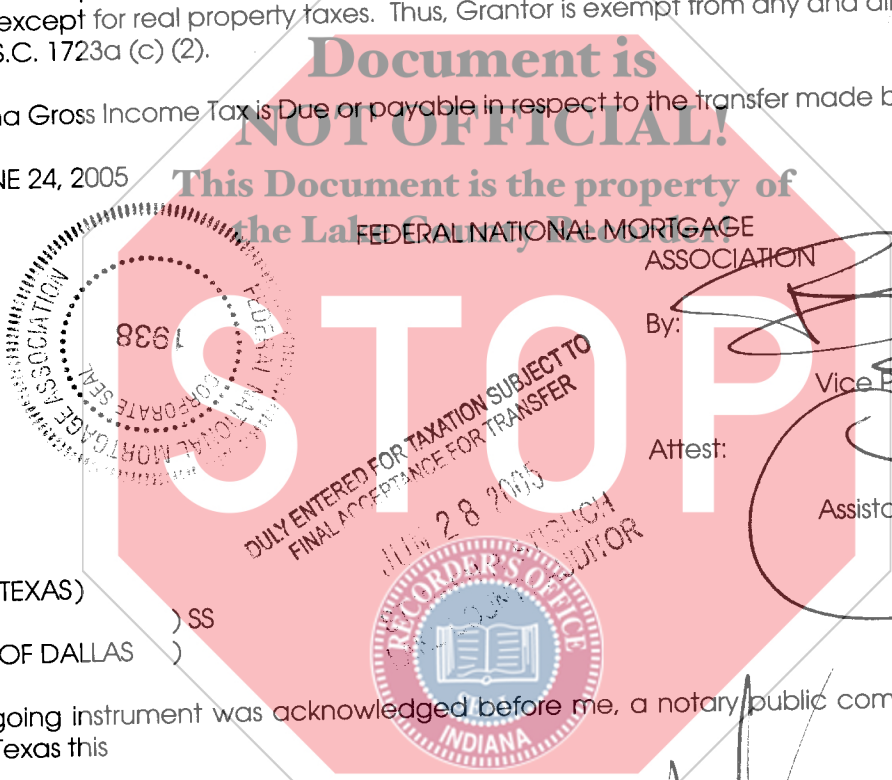 except for real property taxes. Thus, Grantor is exempt from any and all
S.C. 1723a (c) (2).
Document is
na Gross Income Tax is Due or payable in respect to the transfer made b
NOT OFFICIAL!
NE 24, 2005
This Document is the property of
the Lake County Recorder!
FEDERAL NATIONAL MORTGAGE
ASSOCIATION
FEDERAL NATIONAL MORTGAGE ASSOCIATION
CORPORATE SEAL
1938
STOP
By:
Vice P
DULY ENTERED FOR TAXATION SUBJECT TO
FINAL ACCEPTANCE FOR TRANSFER
JUN 28 2005
AUDITOR
Attest:
Assista
RECORDER'S OFFICE
INDIANA
TEXAS)
) SS
OF DALLAS )
going instrument was acknowledged before me, a notary public com
Texas this